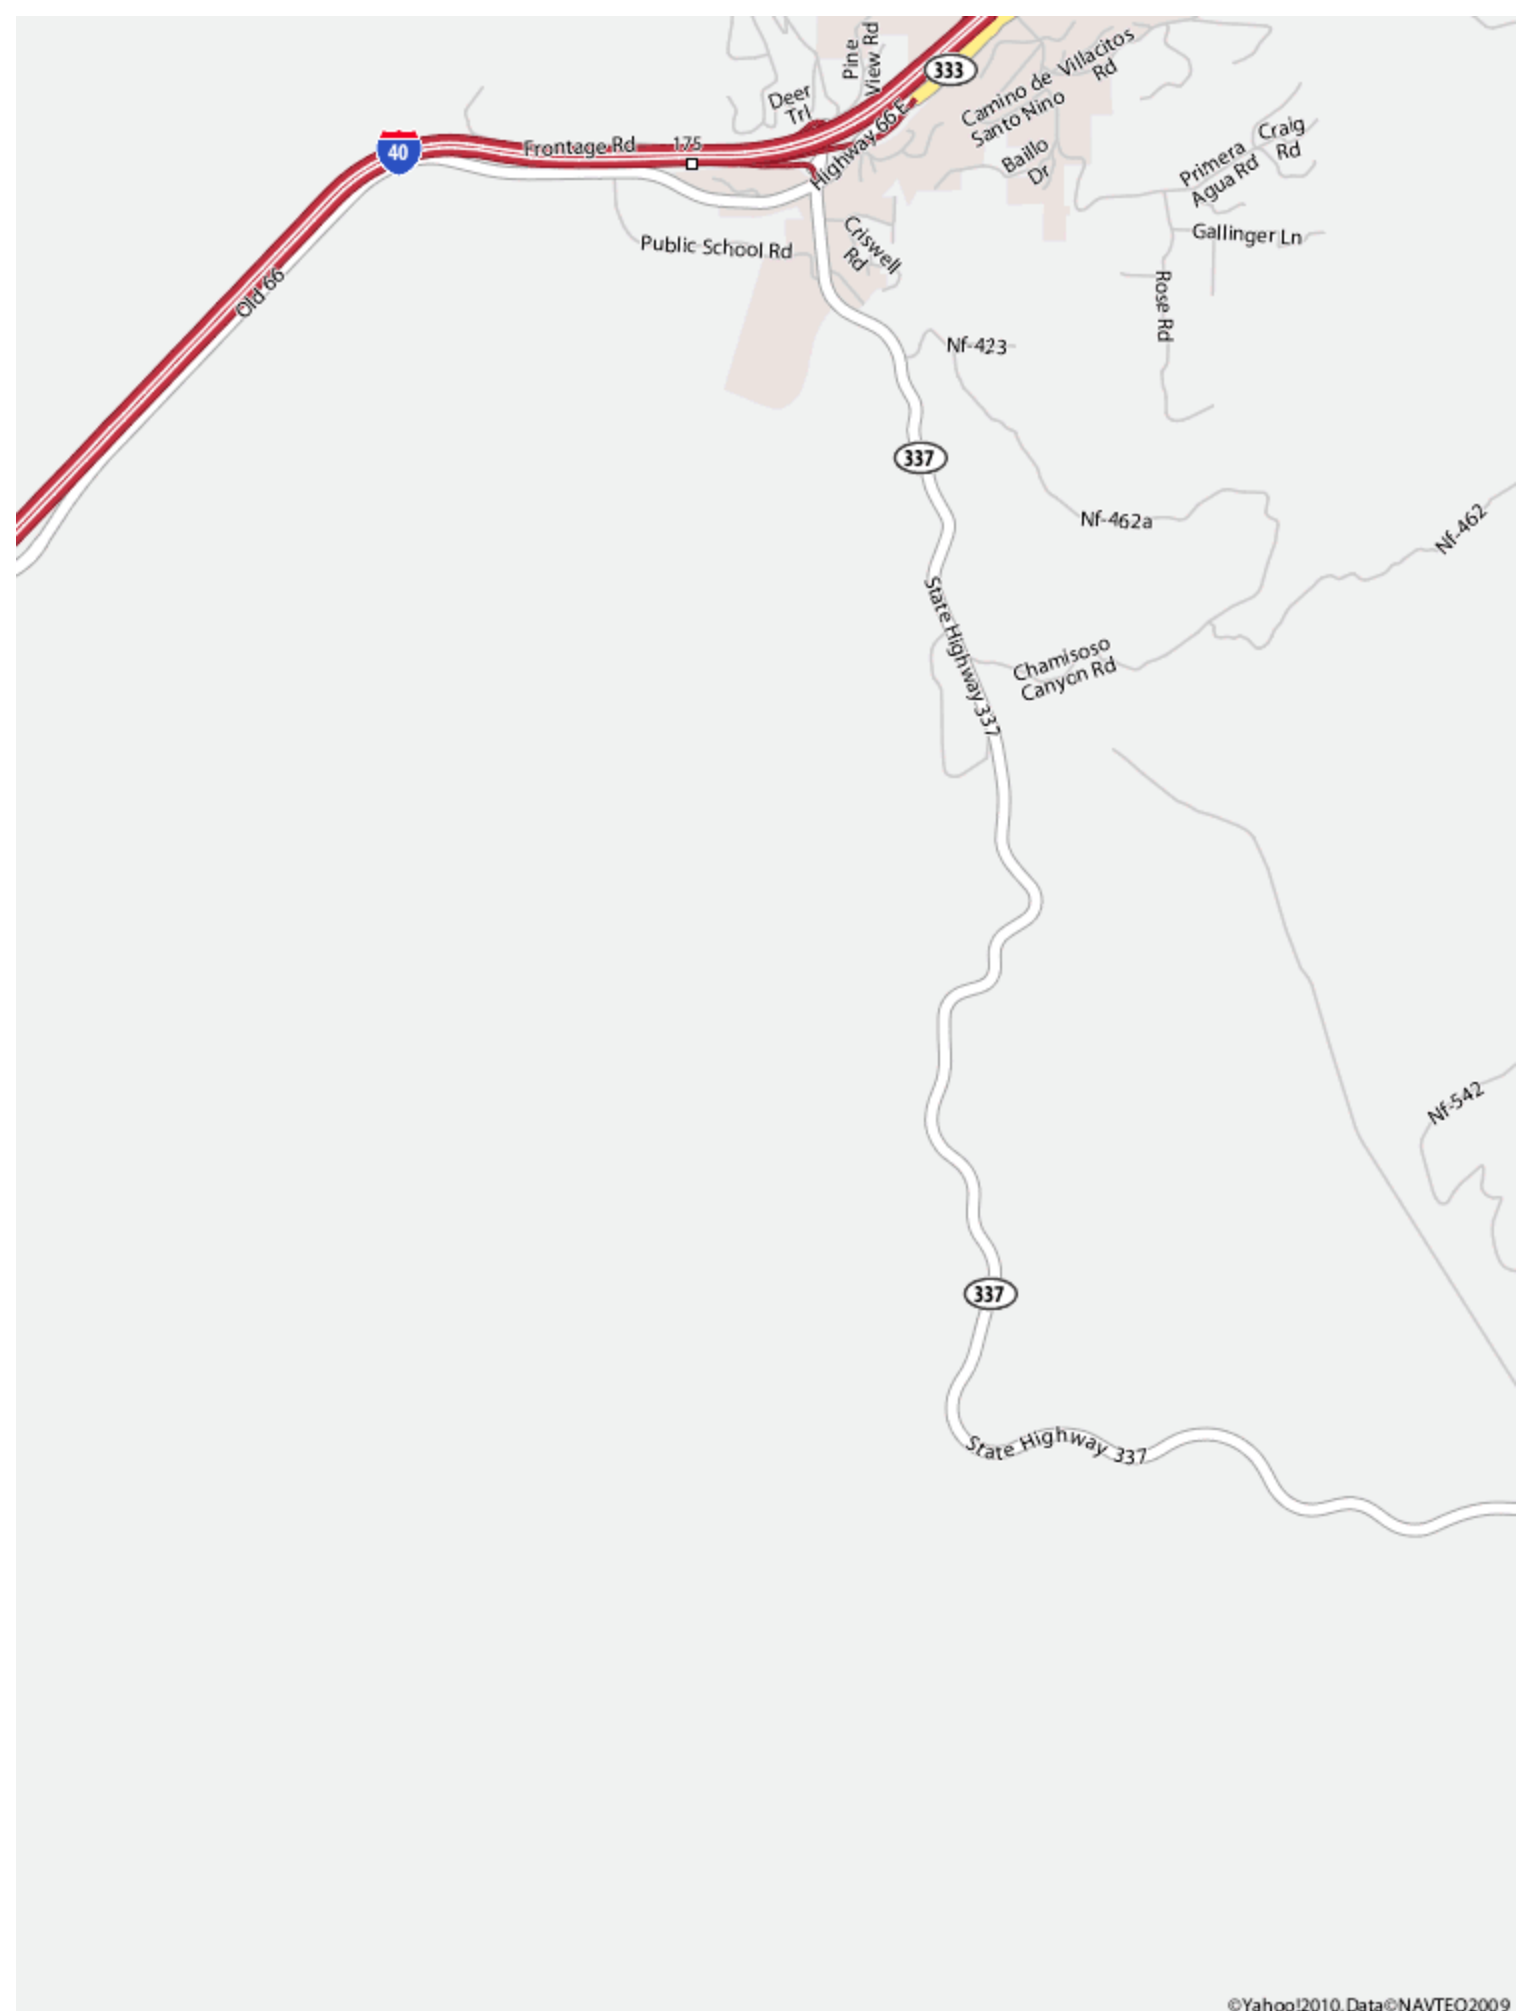 Pine
View Rd
333
Camino de Villacitos
Rd
Deer
Trl
Santo Nino
Highway 66 E
Craig
Rd
40
Frontage Rd
175
Baillo
Dr
Primera
Agua Rd
Public School Rd
Criswell
Rd
Gallinger Ln
Old 66
Rose Rd
Nf-423
337
Nf-462a
Nf-462
State Highway 337
Chamisoso
Canyon Rd
Nf-542
337
State Highway 337
©Yahoo!2010, Data©NAVTEQ2009